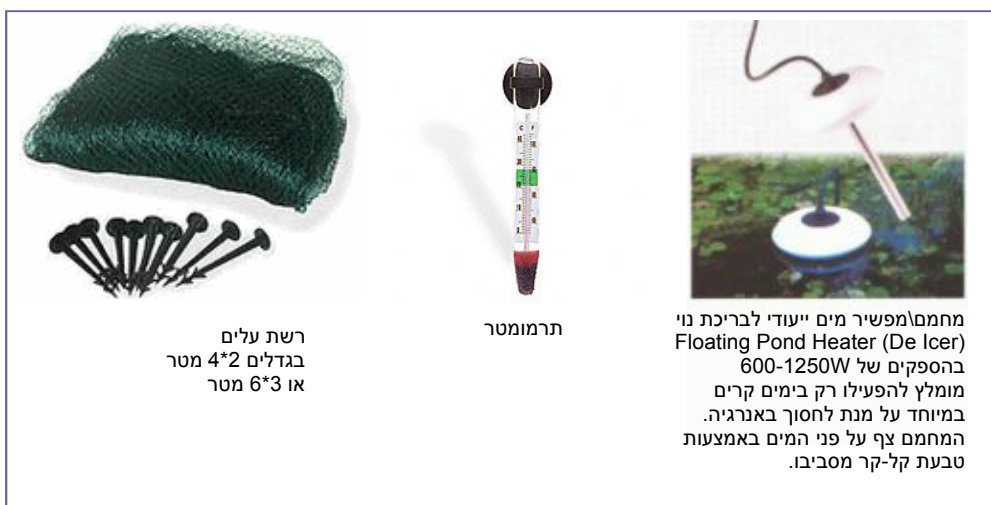 מחמם\מפשיר מים ייעודי לבריכת נוי
Floating Pond Heater (De Icer)
בהספקים של 600-1250W
מומלץ להפעילו רק בימים קרים
במיוחד על מנת לחסוך באנרגיה.
המחמם צף על פני המים באמצעות
טבעת קל-קר מסביבו.
תרמומטר
רשת עלים
בגדלים 2*4 מטר
או 3*6 מטר